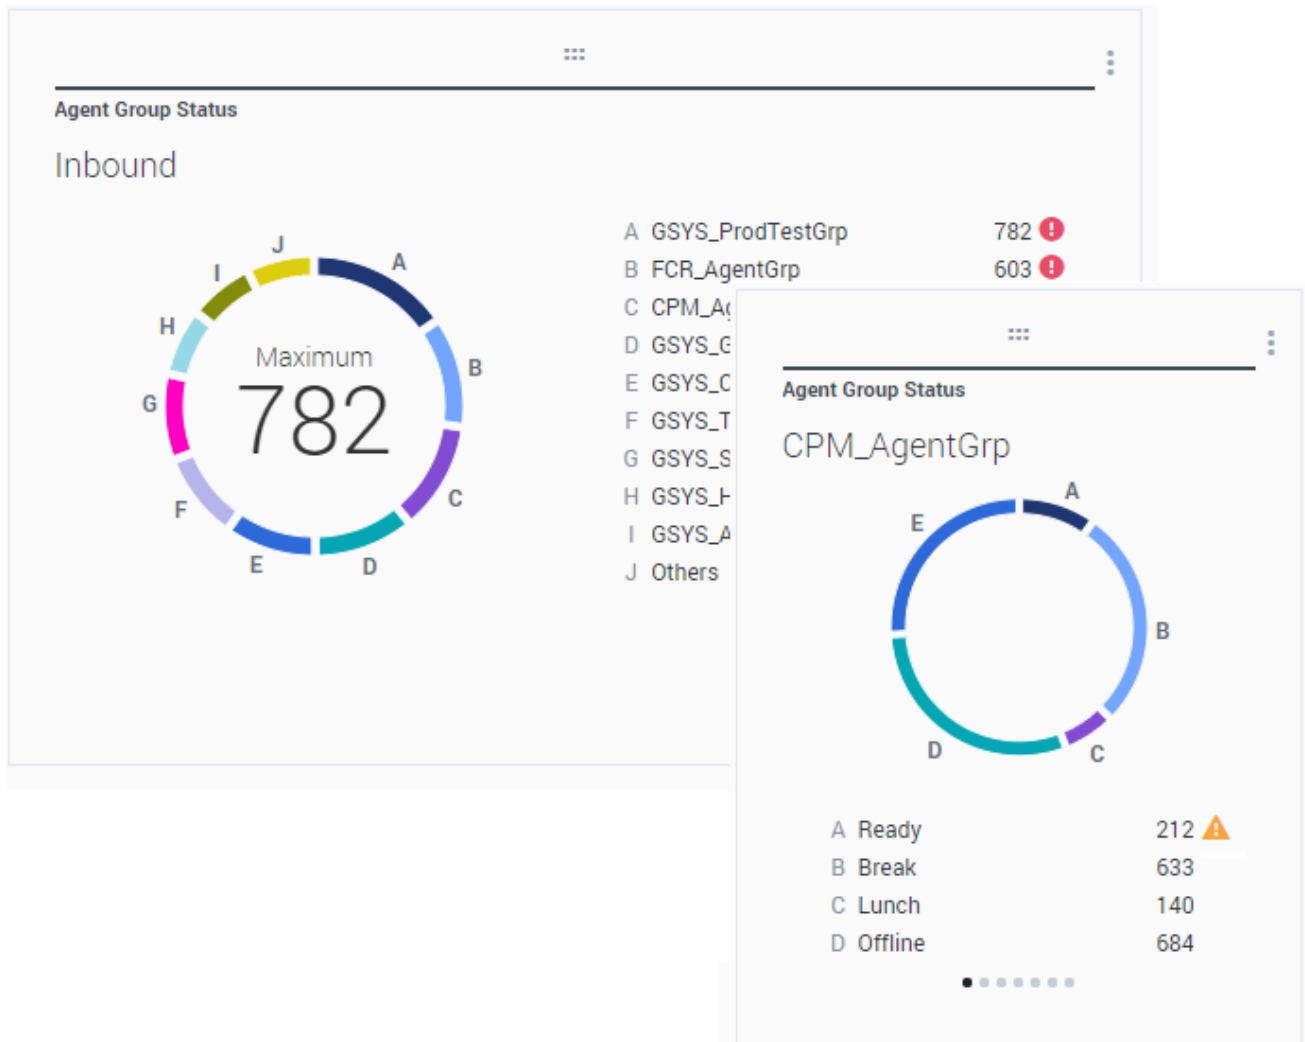 Agent Group Status
Inbound
Maximum
782
A
B
C
D
E
F
G
H
I
J
A GSYS_ProdTestGrp 782
B FCR_AgentGrp 603
C
D
E
F
G
H
I
J Others
Agent Group Status
CPM_AgentGrp
A
B
C
D
E
A Ready 212
B Break 633
C Lunch 140
D Offline 684